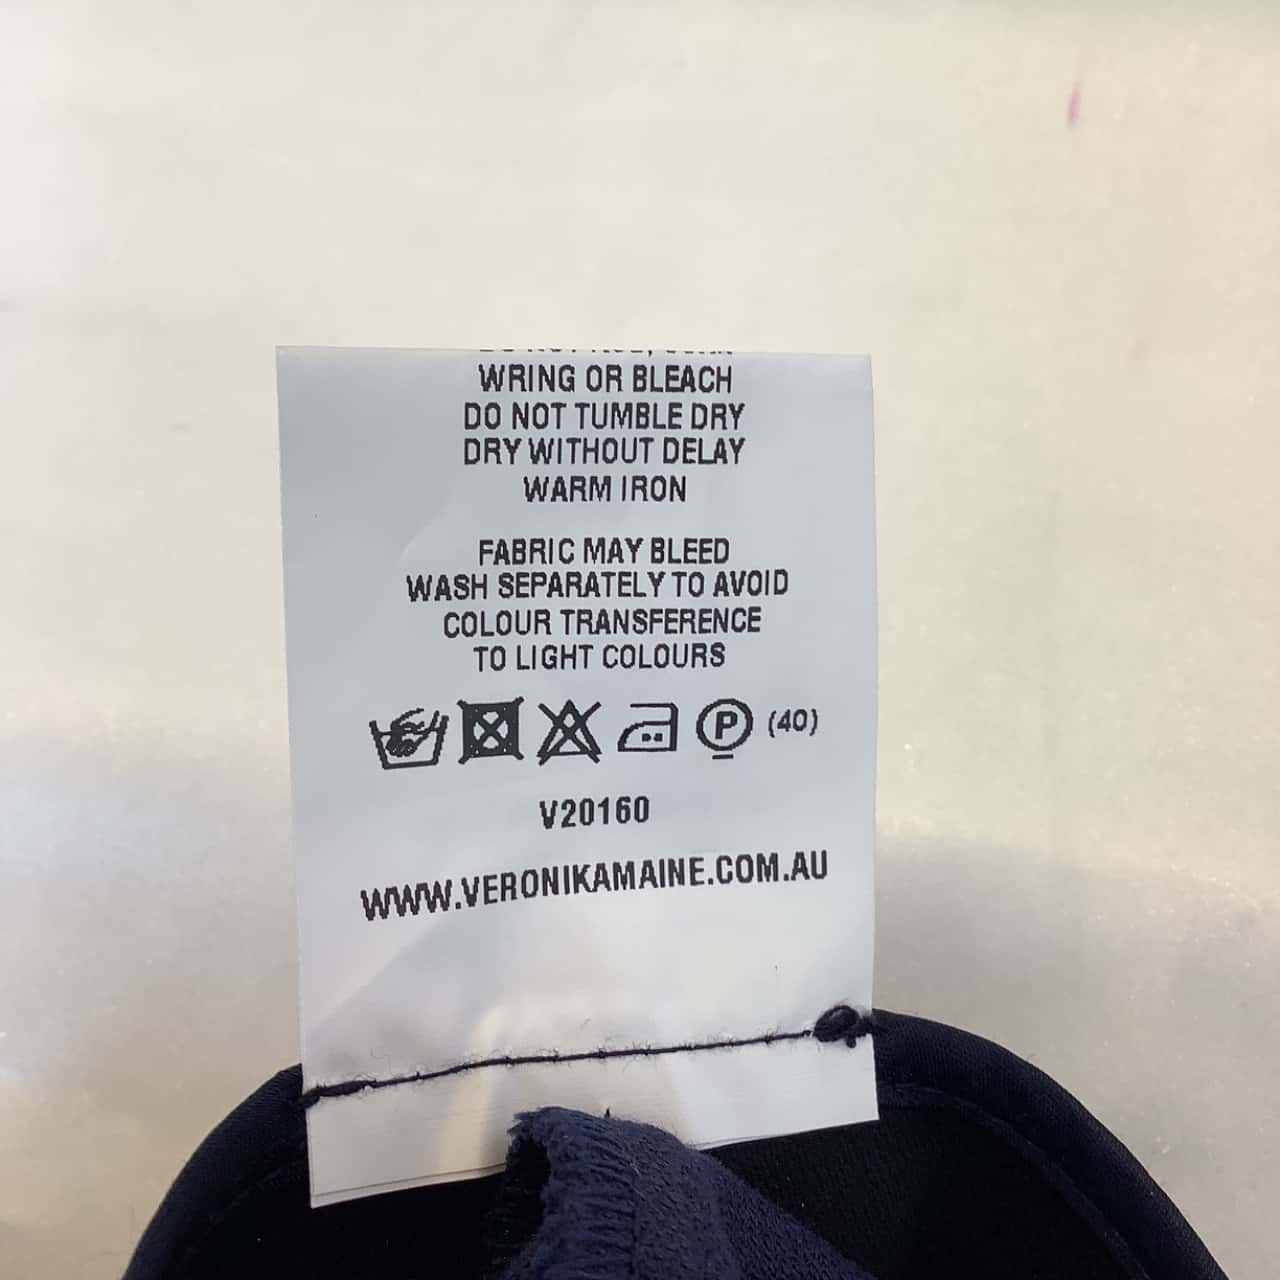 WRING OR BLEACH
DO NOT TUMBLE DRY
DRY WITHOUT DELAY
WARM IRON
FABRIC MAY BLEED
WASH SEPARATELY TO AVOID
COLOUR TRANSFERENCE
TO LIGHT COLOURS
P (40)
V20160
WWW.VERONIKAMAINE.COM.AU